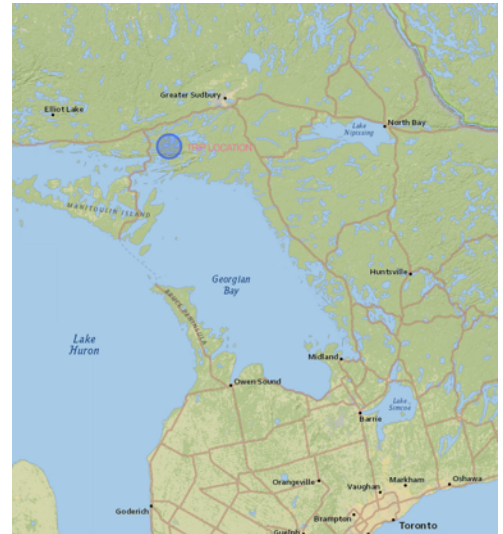 Greater Sudbury
Elliot Lake
Lake
Nipissing
North Bay
TRIP LOCATION
MANITOULIN ISLAND
Georgian
Bay
Huntsville
BRUCE PENINSULA
Lake
Huron
Midland
Owen Sound
Lake
Simcoe
Barrie
Orangeville
Vaughan
Markham
Oshawa
Goderich
Brampton
Toronto
Guelph